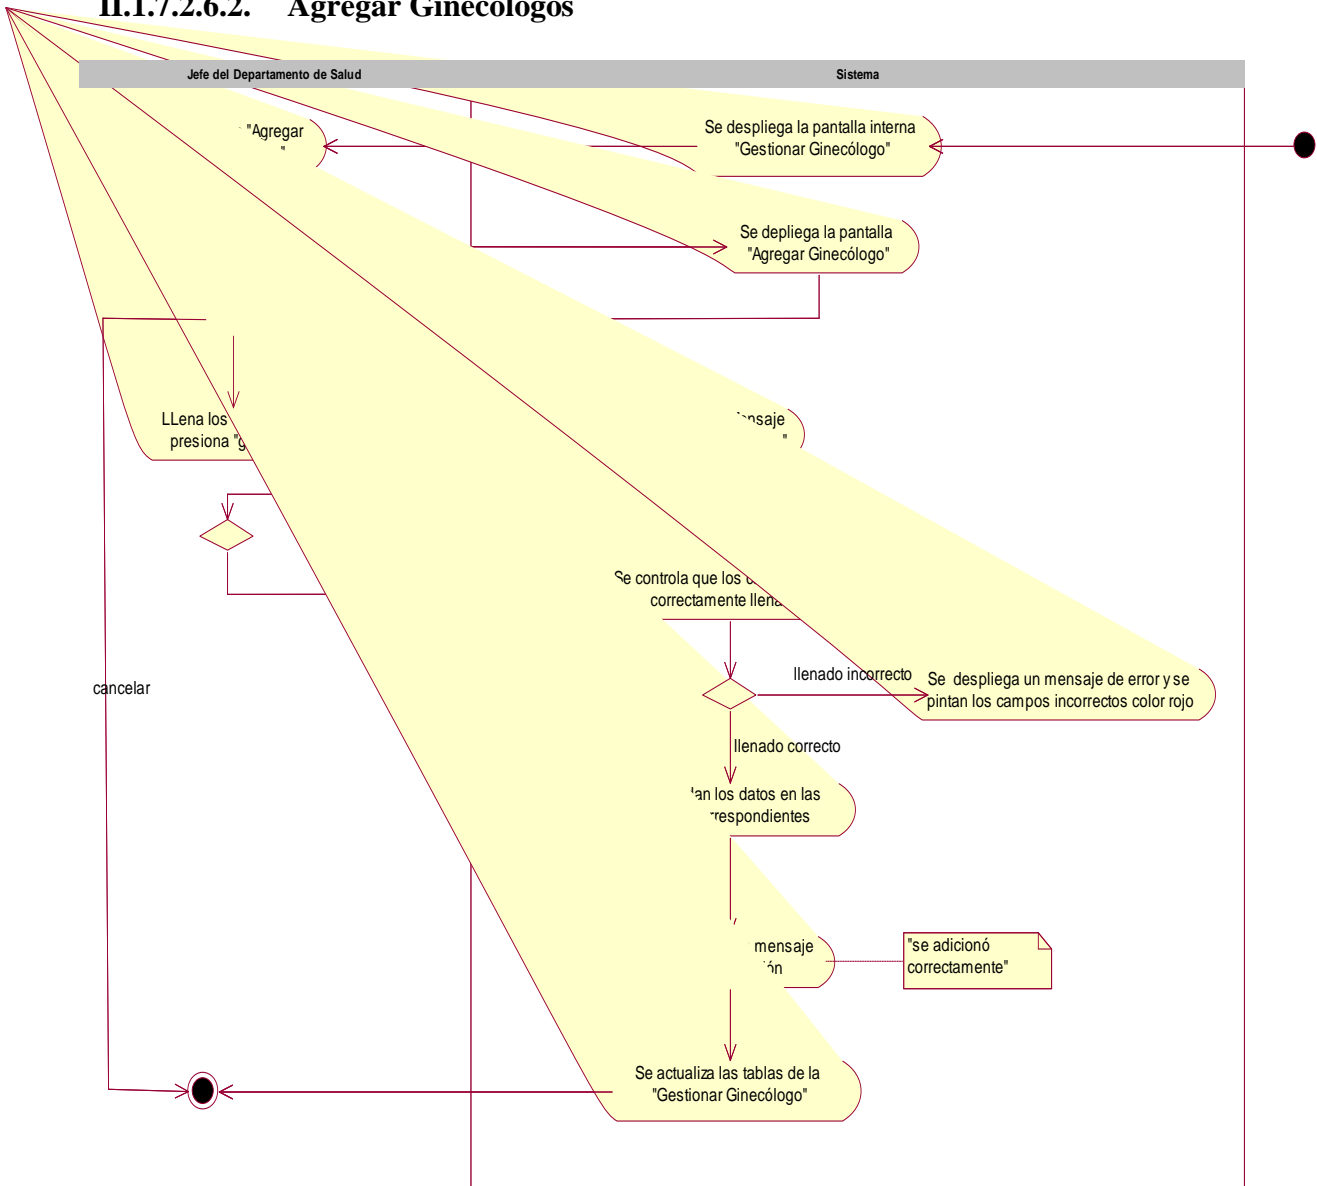 II.1.7.2.6.2. Agregar Ginecólogos
Jefe del Departamento de Salud
Sistema
"Agregar
"
Se despliega la pantalla interna
"Gestionar Ginecólogo"
Se depliega la pantalla
"Agregar Ginecólogo"
LLena los
presiona
"
Se controla que los
correctamente
llenado incorrecto
Se despliega un mensaje de error y se
pintan los campos incorrectos color rojo
cancelar
llenado correcto
los datos en las
mensaje
"se adicionó
correctamente"
Se actualiza las tablas de la
"Gestionar Ginecólogo"